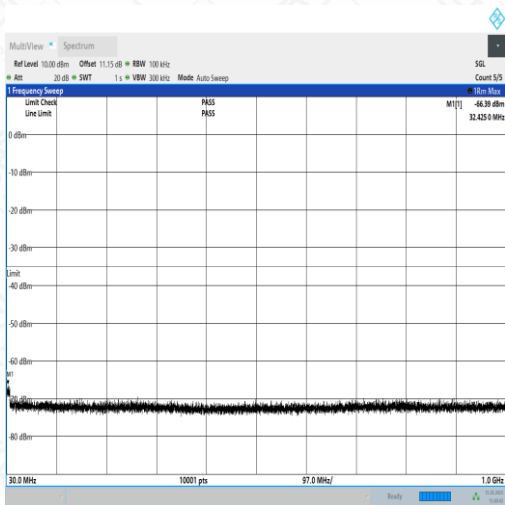 MultiView Spectrum
Ref Level 10.00 dBm Offset 11.15 dB RBW 100 kHz SGL
Att 20 dB SWT 1 s VBW 300 kHz Mode Auto Sweep Count 5/5
1 Frequency Sweep 1Rm Max
Limit Check PASS M1[1] -66.39 dBm
Line Limit PASS 32.425 0 MHz
0 dBm
-10 dBm
-20 dBm
-30 dBm
Limit
-40 dBm
-50 dBm
-60 dBm
M1
-70 dBm
-80 dBm
30.0 MHz 10001 pts 97.0 MHz/ 1.0 GHz
Ready